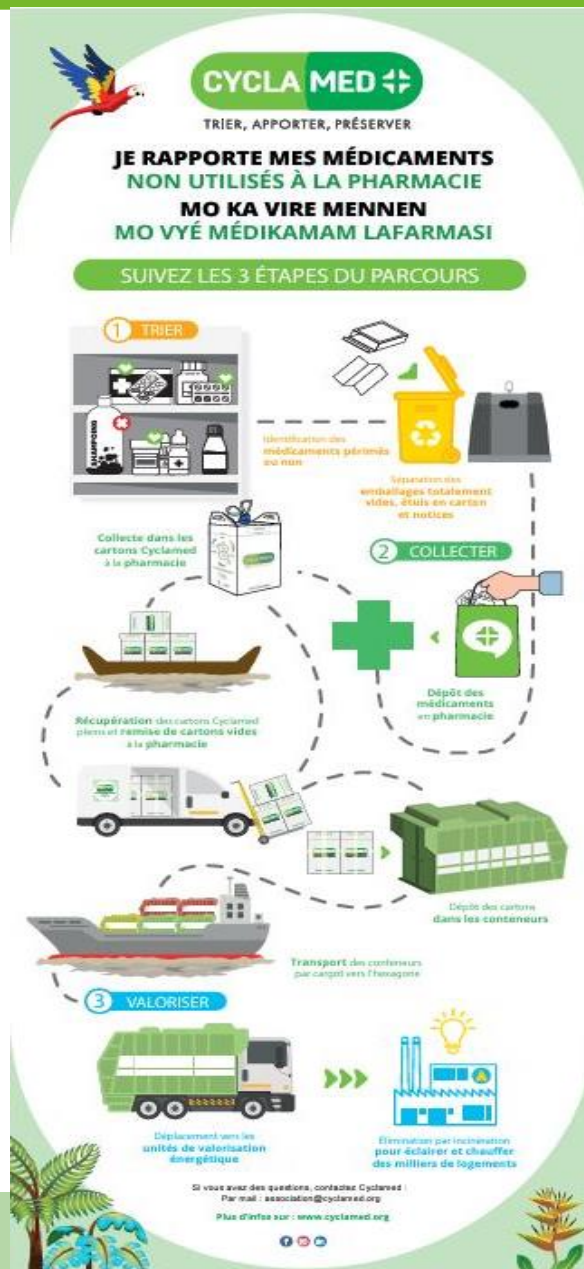 CYCLAMED
TRIER, APPORTER, PRÉSERVER
JE RAPPORTE MES MÉDICAMENTS
NON UTILISÉS À LA PHARMACIE
MO KA VIRE MENNEN
MO VYÉ MÉDIKAMAM LAFARMASI
SUIVEZ LES 3 ÉTAPES DU PARCOURS
1 TRIER
SHAMPOING
Identification des
médicaments périmés
ou non
Séparation des
emballages totalement
vides, étuis en carton
et notices
2 COLLECTER
Dépôt des
médicaments
en pharmacie
Collecte dans les
cartons Cyclamed
à la pharmacie
Récupération des cartons Cyclamed
pleins et remise de cartons vides
à la pharmacie
Dépôt des cartons
dans les conteneurs
Transport des conteneurs
par cargot vers l'hexagone
3 VALORISER
Déplacement vers les
unités de valorisation
énergétique
Élimination par incinération
pour éclairer et chauffer
des milliers de logements
Si vous avez des questions, contactez Cyclamed :
Par mail : association@cyclamed.org
Plus d'infos sur : www.cyclamed.org